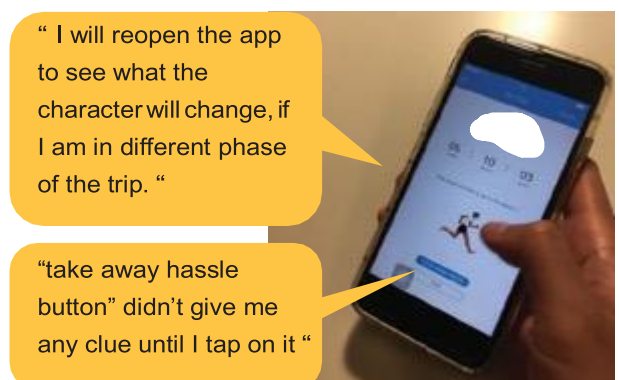 “ I will reopen the app
to see what the
character will change, if
I am in different phase
of the trip. “
05 10 03
“take away hassle
button” didn’t give me
any clue until I tap on it “